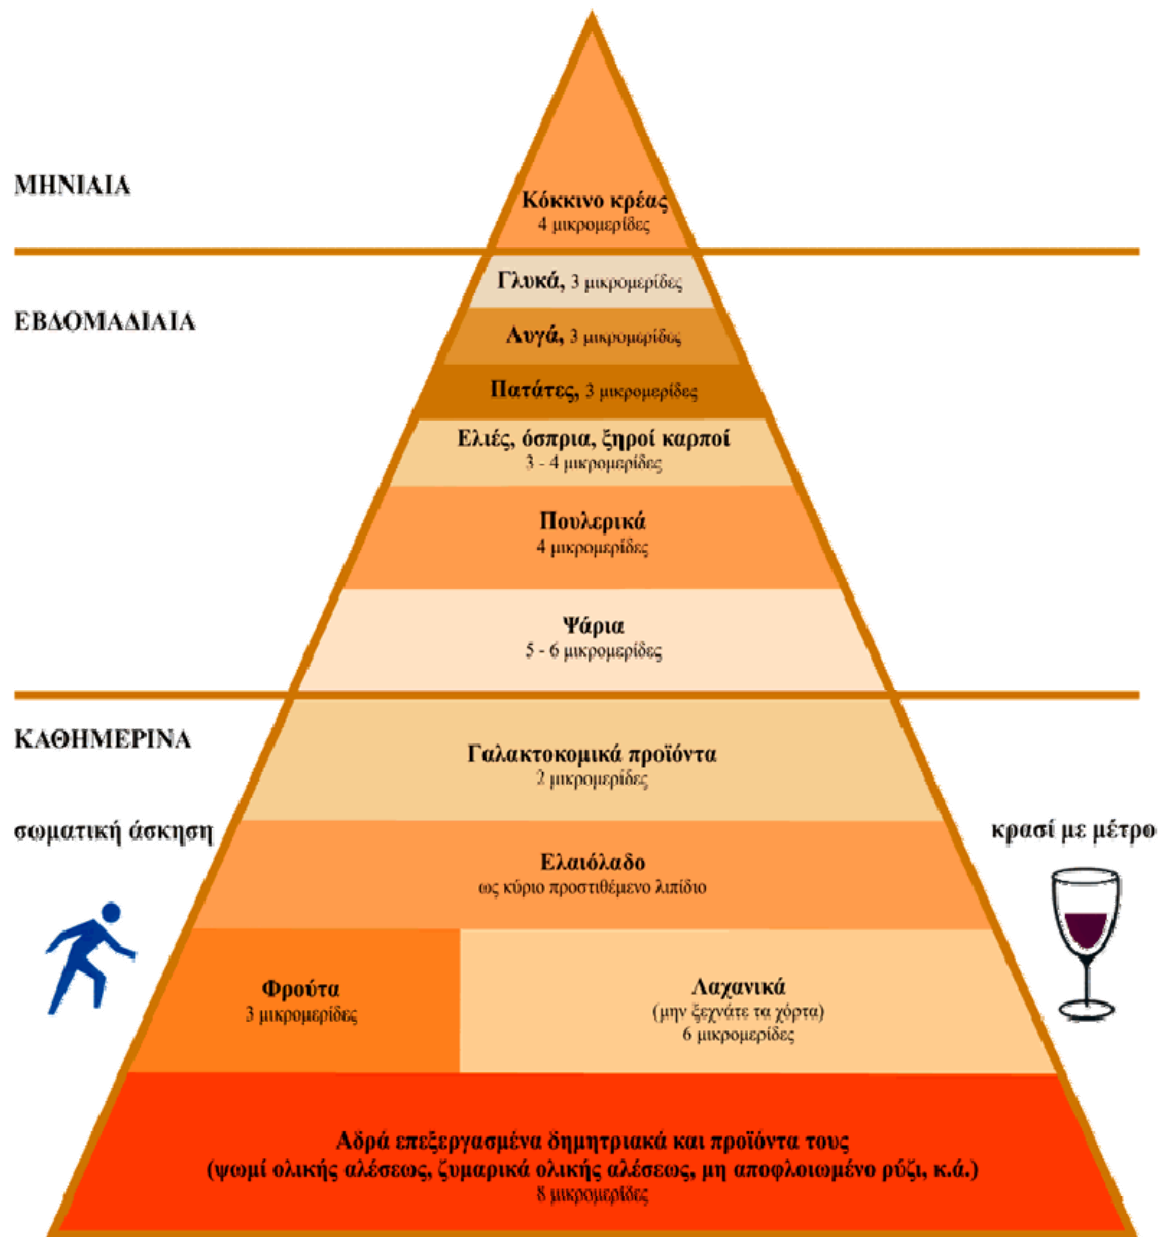 ΜΗΝΙΑΙΑ
Κόκκινο κρέας
4 μικρομερίδες
Γλυκά, 3 μικρομερίδες
ΕΒΔΟΜΑΔΙΑΙΑ
Αυγά, 3 μικρομερίδες
Πατάτες, 3 μικρομερίδες
Ελιές, όσπρια, ξηροί καρποί
3 - 4 μικρομερίδες
Πουλερικά
4 μικρομερίδες
Ψάρια
5 - 6 μικρομερίδες
ΚΑΘΗΜΕΡΙΝΑ
Γαλακτοκομικά προϊόντα
2 μικρομερίδες
σωματική άσκηση
κρασί με μέτρο
Ελαιόλαδο
ως κύριο προστιθέμενο λιπίδιο
Φρούτα
3 μικρομερίδες
Λαχανικά
(μην ξεχνάτε τα χόρτα)
6 μικρομερίδες
Αδρά επεξεργασμένα δημητριακά και προϊόντα τους
(ψωμί ολικής αλέσεως, ζυμαρικά ολικής αλέσεως, μη αποφλοιωμένο ρύζι, κ.ά.)
8 μικρομερίδες